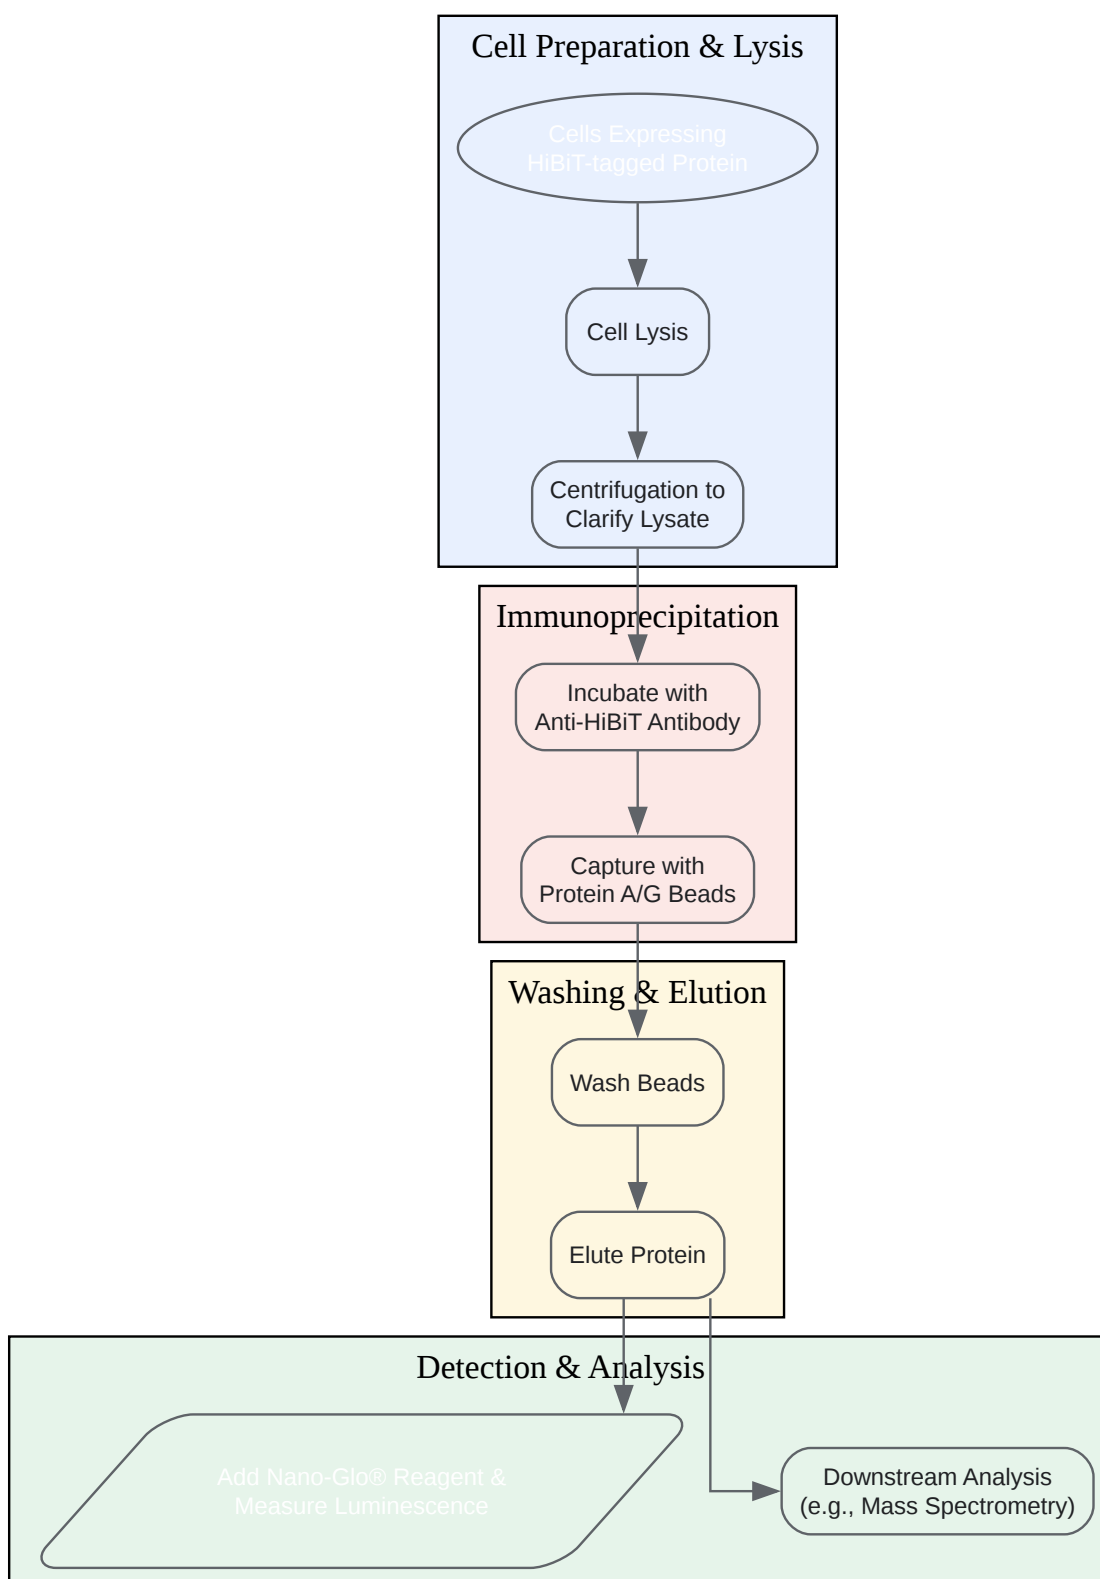 Cell Preparation & Lysis
Cells Expressing
HiBiT-tagged Protein
Cell Lysis
Centrifugation to
Clarify Lysate
Immunoprecipitation
Incubate with
Anti-HiBiT Antibody
Capture with
Protein A/G Beads
Washing & Elution
Wash Beads
Elute Protein
Detection & Analysis
Add Nano-Glo® Reagent &
Measure Luminescence
Downstream Analysis
(e.g., Mass Spectrometry)